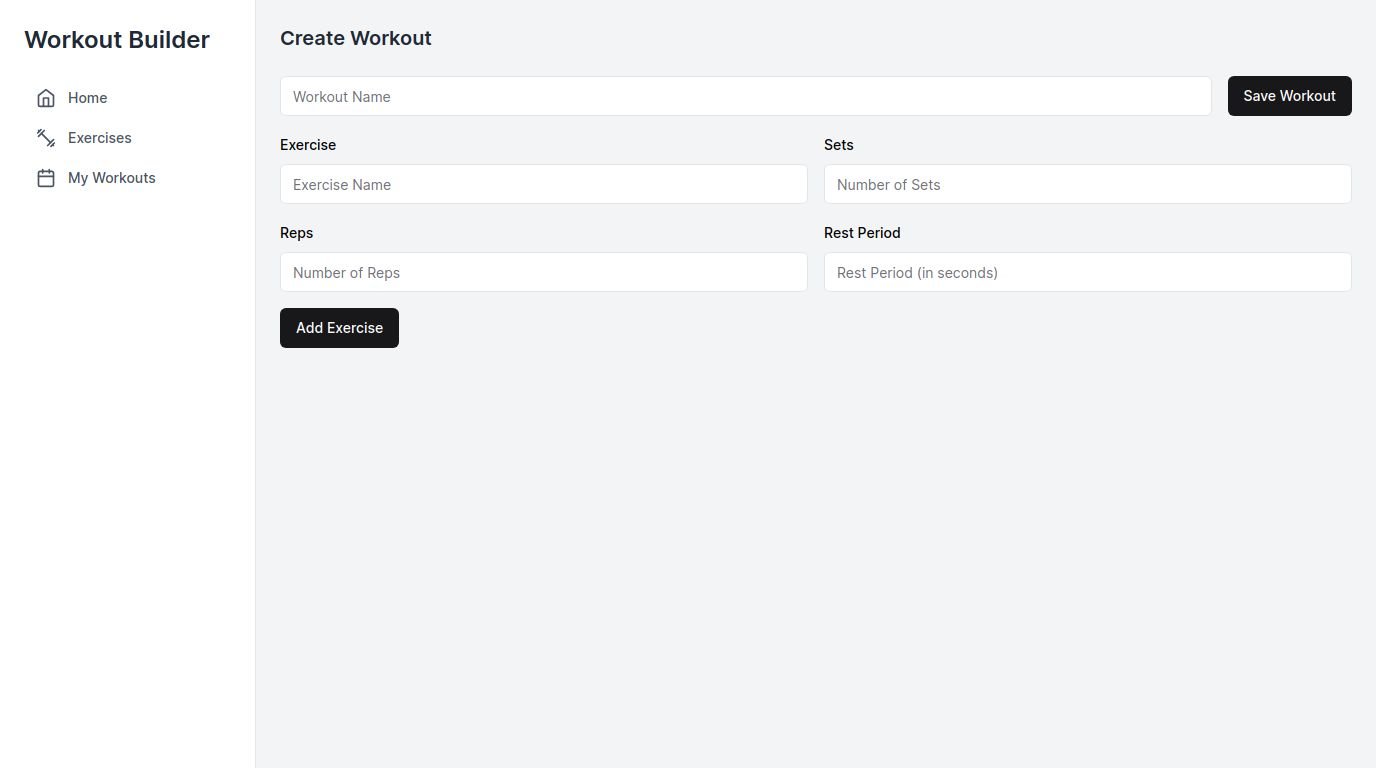 Workout Builder
Home
Exercises
My Workouts
Create Workout
Workout Name
Save Workout
Exercise
Sets
Exercise Name
Number of Sets
Reps
Rest Period
Number of Reps
Rest Period (in seconds)
Add Exercise